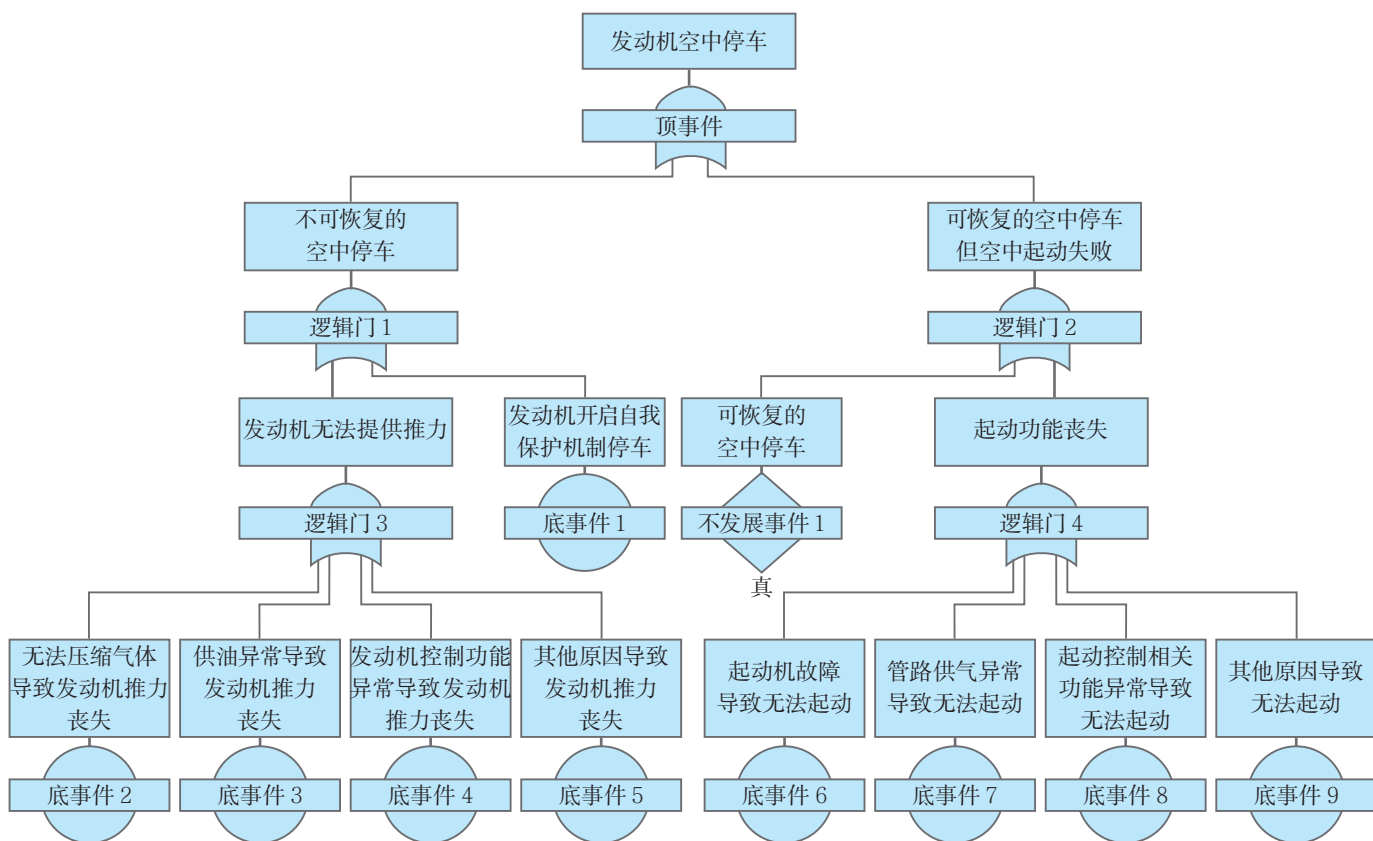 发动机空中停车
顶事件
不可恢复的
空中停车
可恢复的空中停车
但空中起动失败
逻辑门1
逻辑门2
发动机无法提供推力
发动机开启自我
保护机制停车
可恢复的
空中停车
起动功能丧失
逻辑门3
底事件1
不发展事件1
逻辑门4
真
无法压缩气体
导致发动机推力
丧失
供油异常导致
发动机推力
丧失
发动机控制功能
异常导致发动机
推力丧失
其他原因导致
发动机推力
丧失
起动机故障
导致无法起动
管路供气异常
导致无法起动
起动控制相关
功能异常导致
无法起动
其他原因导致
无法起动
底事件2
底事件3
底事件4
底事件5
底事件6
底事件7
底事件8
底事件9